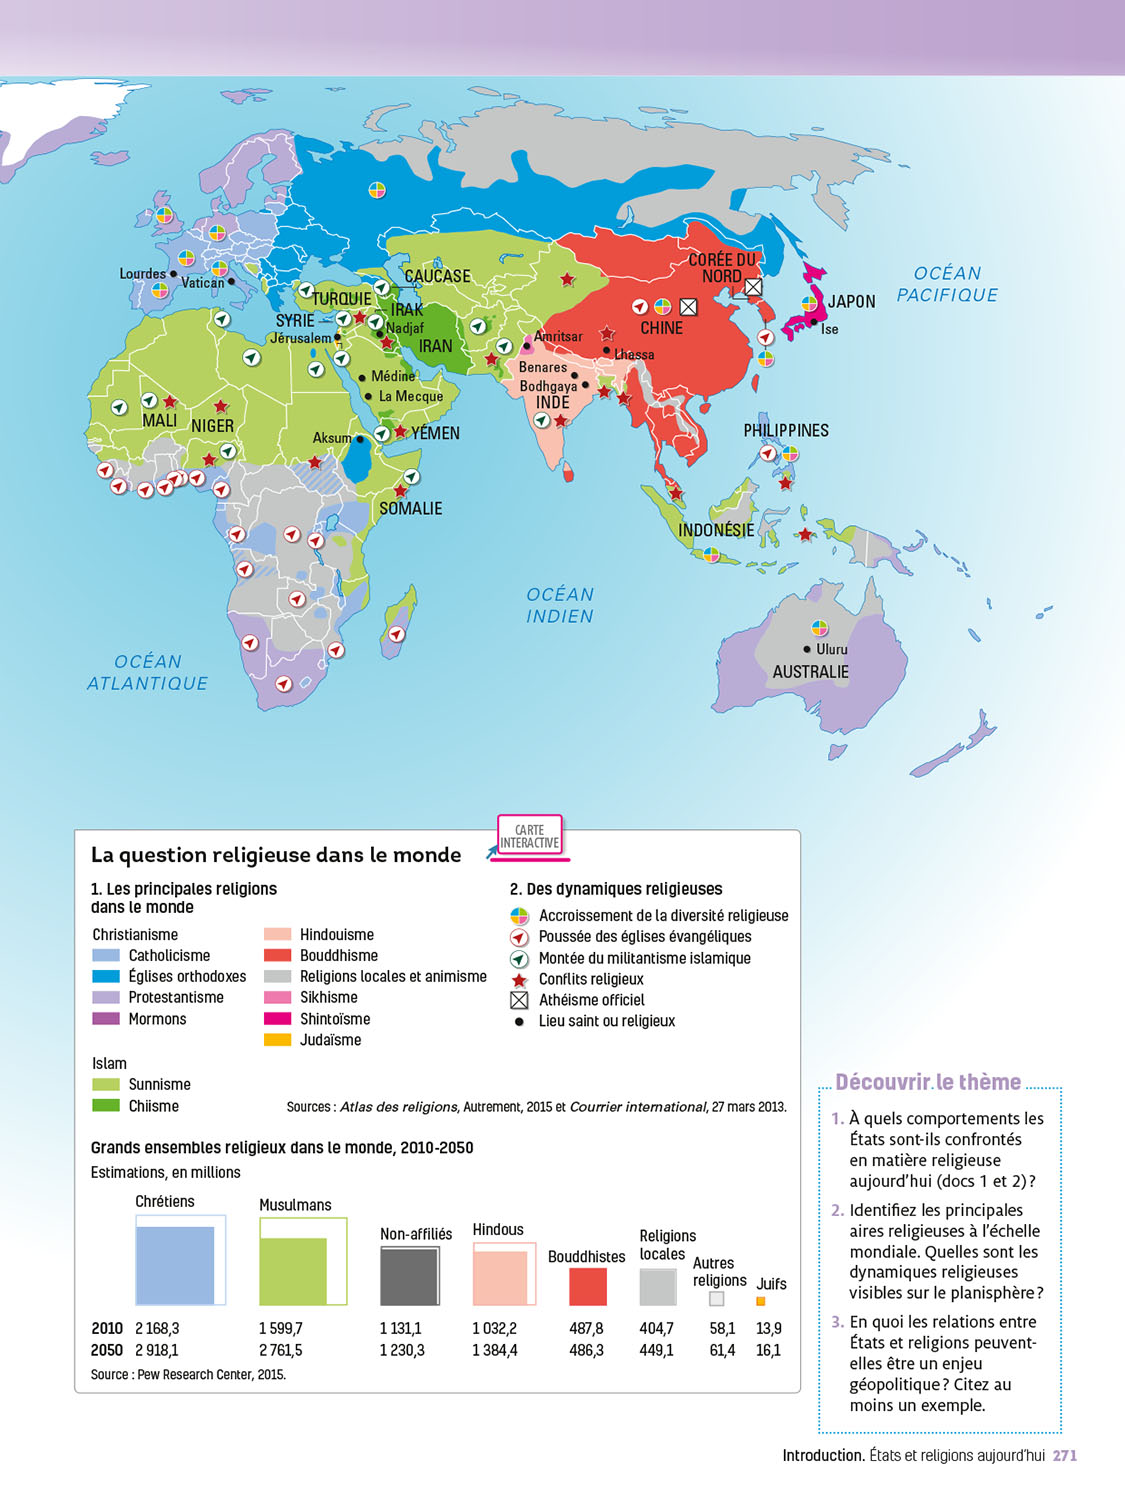 OCÉAN
PACIFIQUE
CORÉE DU
NORD
CAUCASE
Lourdes
Vatican
TURQUIE
IRAK
JAPON
SYRIE
Nadjaf
CHINE
Ise
Jérusalem
IRAN
Amritsar
Lhassa
Benares
Médine
Bodhgaya
La Mecque
INDE
MALI
NIGER
Aksum
YÉMEN
PHILIPPINES
SOMALIE
INDONÉSIE
OCÉAN
INDIEN
Uluru
OCÉAN
ATLANTIQUE
AUSTRALIE
CARTE
INTERACTIVE
La question religieuse dans le monde
1. Les principales religions
dans le monde
Christianisme
Catholicisme
Églises orthodoxes
Protestantisme
Mormons
Islam
Sunnisme
Chiisme
Hindouisme
Bouddhisme
Religions locales et animisme
Sikhisme
Shintoïsme
Judaïsme
2. Des dynamiques religieuses
Accroissement de la diversité religieuse
Poussée des églises évangéliques
Montée du militantisme islamique
Conflits religieux
Athéisme officiel
Lieu saint ou religieux
Sources : Atlas des religions, Autrement, 2015 et Courrier international, 27 mars 2013.
Grands ensembles religieux dans le monde, 2010-2050
Estimations, en millions
Chrétiens
Musulmans
Non-affiliés
Hindous
Bouddhistes
Religions
locales
Autres
religions
Juifs
2010 2 168,3 1 599,7 1 131,1 1 032,2 487,8 404,7 58,1 13,9
2050 2 918,1 2 761,5 1 230,3 1 384,4 486,3 449,1 61,4 16,1
Source : Pew Research Center, 2015.
Découvrir le thème
1. À quels comportements les
États sont-ils confrontés
en matière religieuse
aujourd'hui (docs 1 et 2) ?
2. Identifiez les principales
aires religieuses à l'échelle
mondiale. Quelles sont les
dynamiques religieuses
visibles sur le planisphère ?
3. En quoi les relations entre
États et religions peuvent-
elles être un enjeu
géopolitique ? Citez au
moins un exemple.
Introduction. États et religions aujourd'hui 271